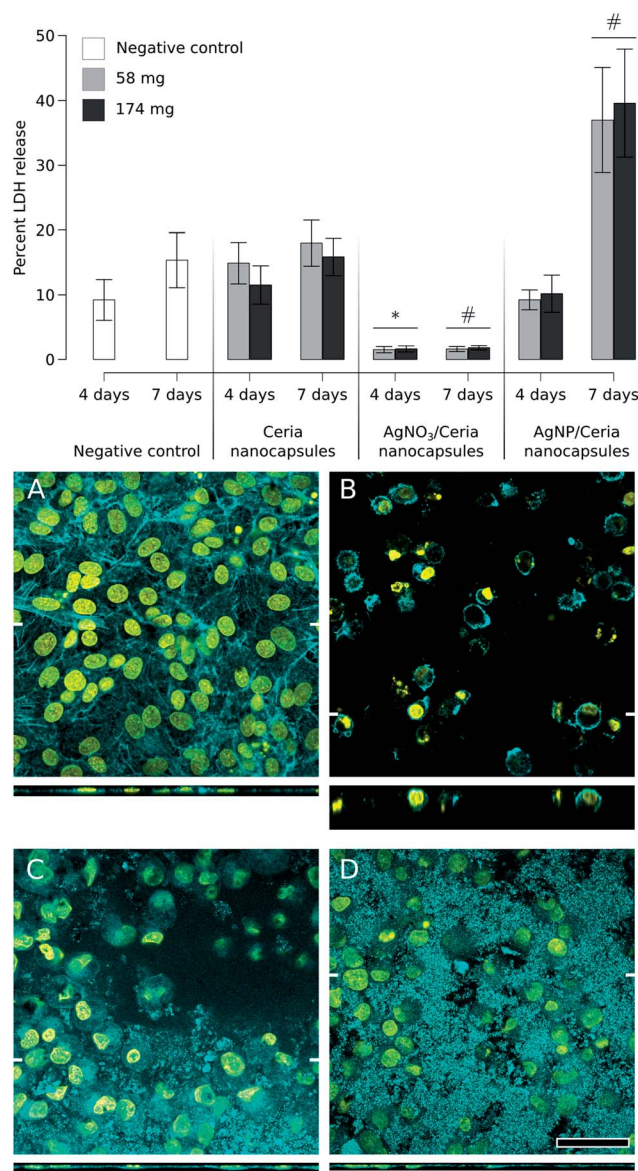 50
40
30
20
10
0
Percent LDH release
Negative control
58 mg
174 mg
*
#
#
4 days 7 days 4 days 7 days 4 days 7 days 4 days 7 days
Negative control
Ceria
nanocapsules
AgNO₃/Ceria
nanocapsules
AgNP/Ceria
nanocapsules
A
B
C
D